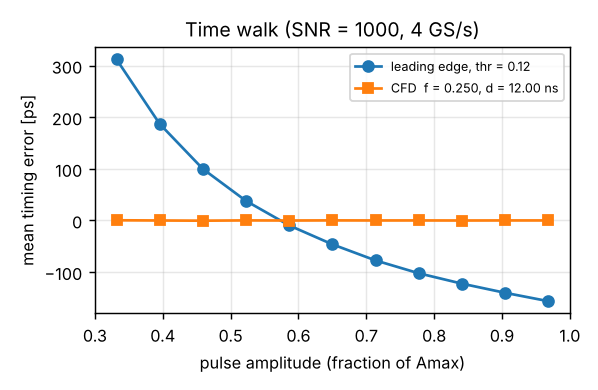 Time walk (SNR = 1000, 4 GS/s)
leading edge, thr = 0.12
CFD  f = 0.250, d = 12.00 ns
mean timing error [ps]
300
200
100
0
−100
0.3 0.4 0.5 0.6 0.7 0.8 0.9 1.0
pulse amplitude (fraction of Amax)